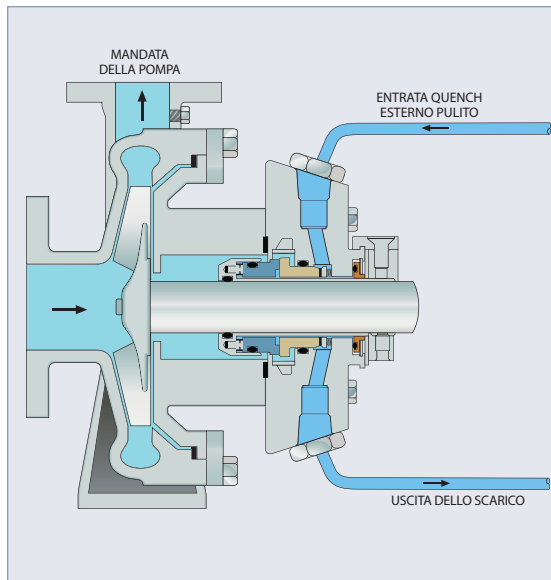 MANDATA
DELLA POMPA
ENTRATA QUENCH
ESTERNO PULITO
USCITA DELLO SCARICO